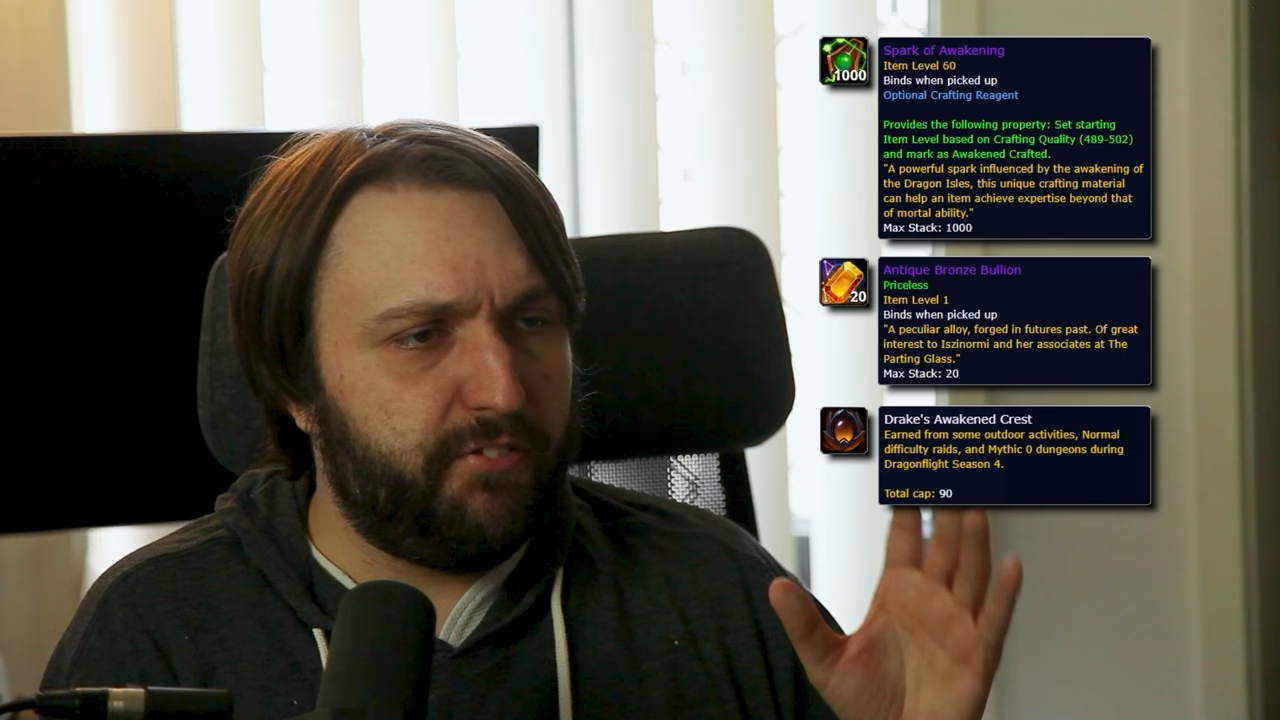 1000
Spark of Awakening
Item Level 60
Binds when picked up
Optional Crafting Reagent
Provides the following property: Set starting
Item Level based on Crafting Quality (489-502)
and mark as Awakened Crafted.
"A powerful spark influenced by the awakening of
the Dragon Isles, this unique crafting material
can help an item achieve expertise beyond that
of mortal ability."
Max Stack: 1000
20
Antique Bronze Bullion
Priceless
Item Level 1
Binds when picked up
"A peculiar alloy, forged in futures past. Of great
interest to Iszinormi and her associates at The
Parting Glass."
Max Stack: 20
Drake's Awakened Crest
Earned from some outdoor activities, Normal
difficulty raids, and Mythic 0 dungeons during
Dragonflight Season 4.
Total cap: 90